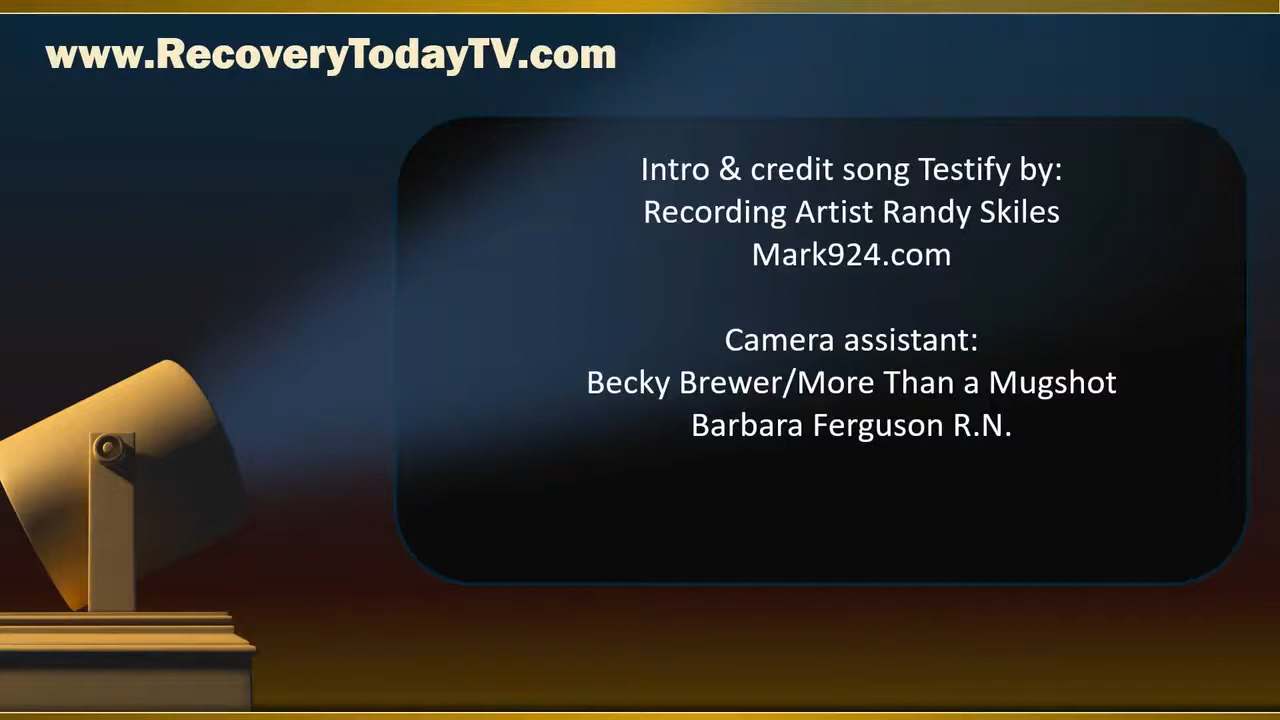 www.RecoveryTodayTV.com
Intro & credit song Testify by:
Recording Artist Randy Skiles
Mark924.com
Camera assistant:
Becky Brewer/More Than a Mugshot
Barbara Ferguson R.N.